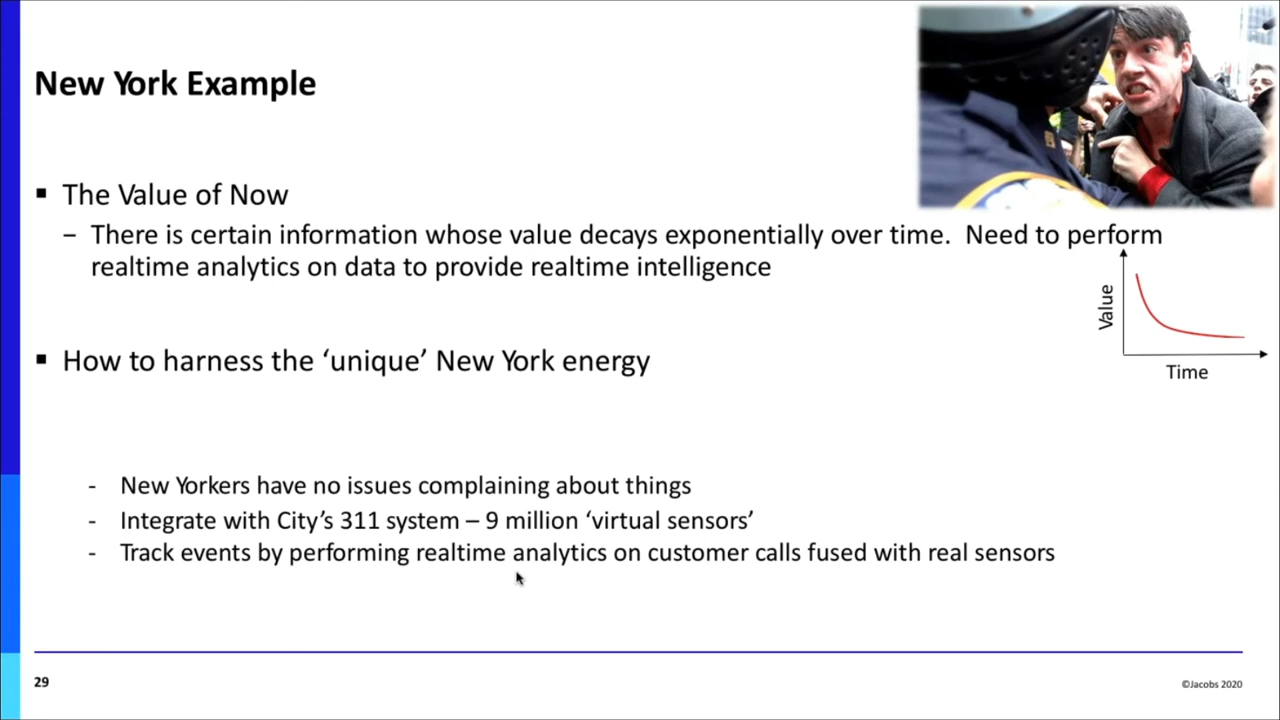 New York Example
▪ The Value of Now
– There is certain information whose value decays exponentially over time.  Need to perform
realtime analytics on data to provide realtime intelligence
Value
Time
▪ How to harness the ‘unique’ New York energy
- New Yorkers have no issues complaining about things
- Integrate with City’s 311 system – 9 million ‘virtual sensors’
- Track events by performing realtime analytics on customer calls fused with real sensors
29
©Jacobs 2020